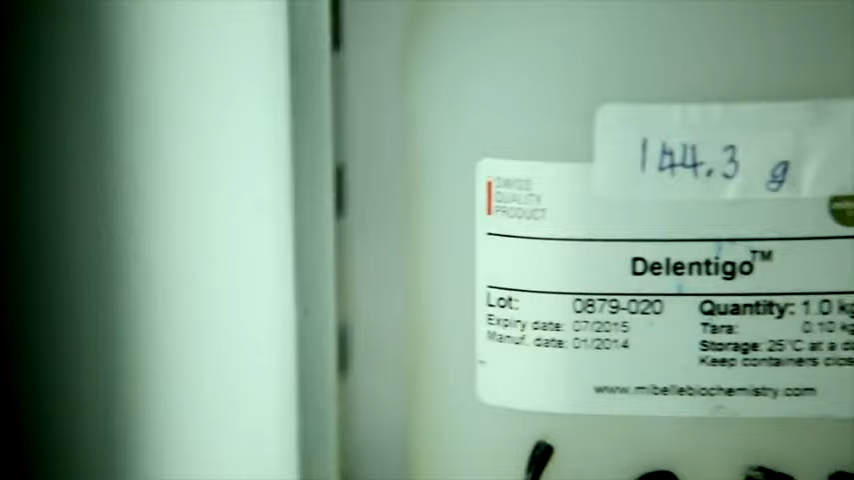 144.3 g
SWISS
QUALITY
PRODUCT
Delentigo™
Lot: 0879-020 Quantity: 1.0 kg
Expiry date: 07/2015 Tara: 0.10 kg
Manuf. date: 01/2014 Storage: 25°C at a
Keep containers
www.mibellebiochemistry.com